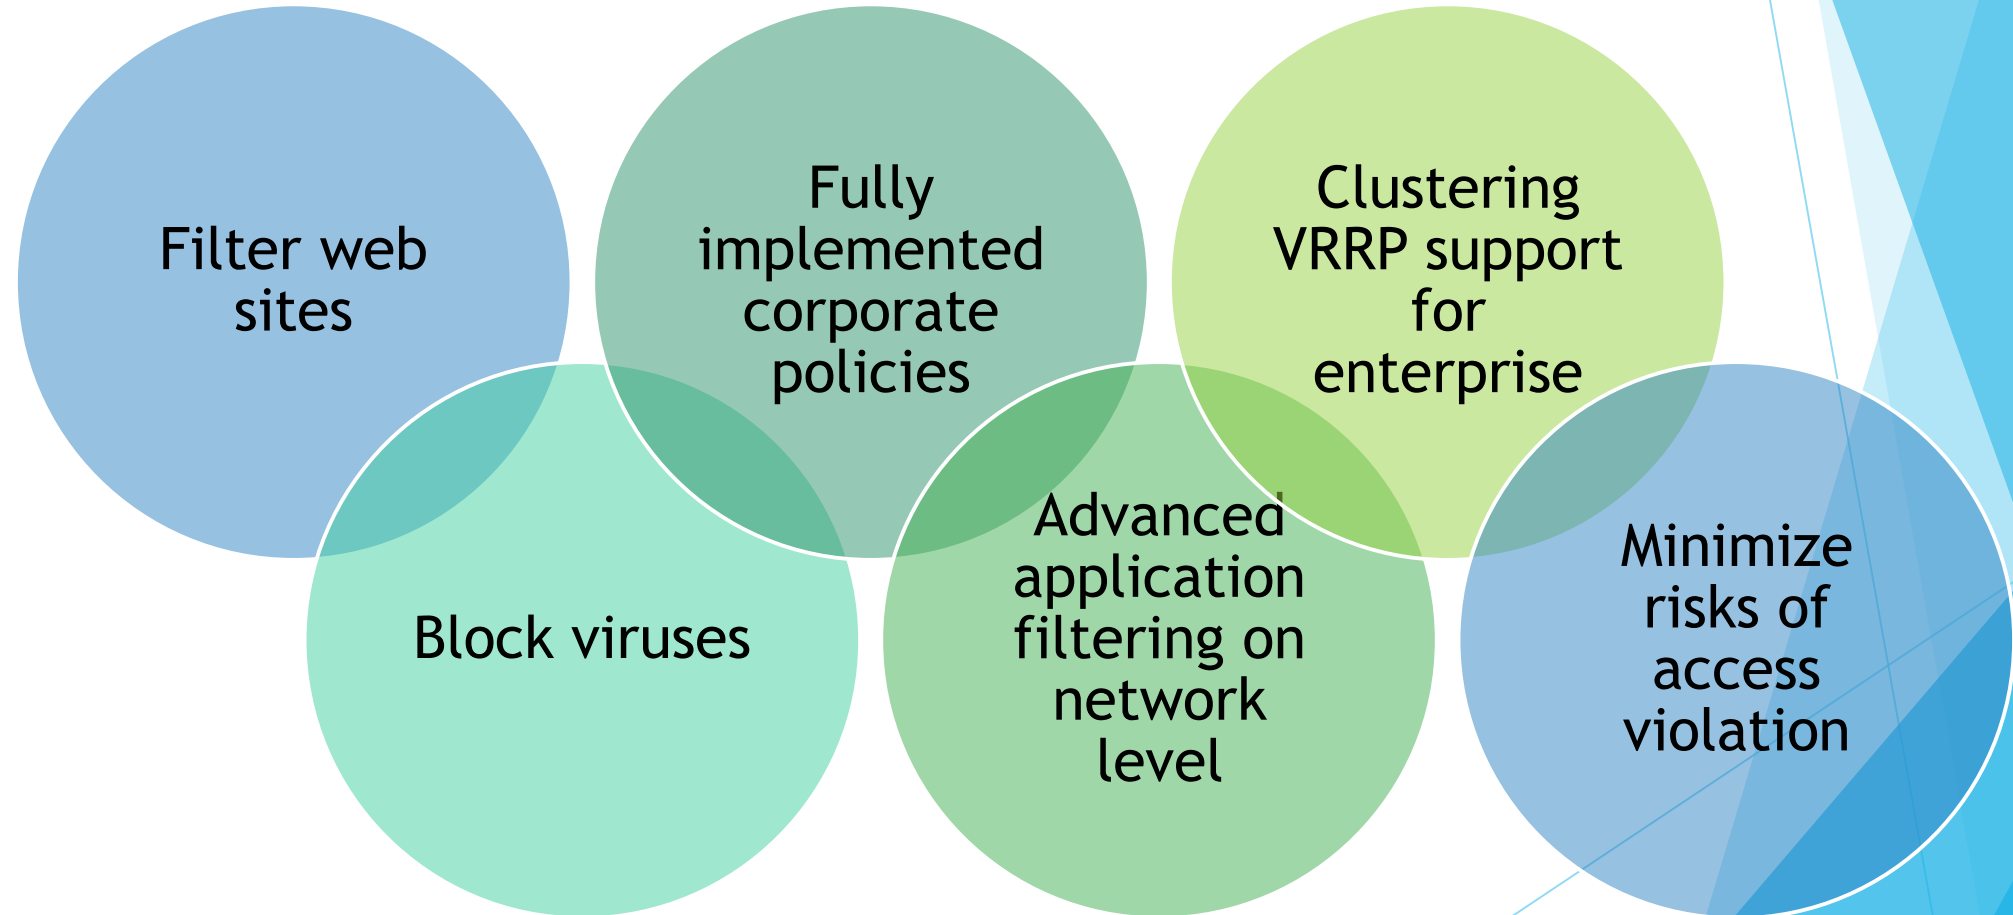 Filter web
sites
Block viruses
Fully
implemented
corporate
policies
Advanced
application
filtering on
network
level
Clustering
VRRP support
for
enterprise
Minimize
risks of
access
violation